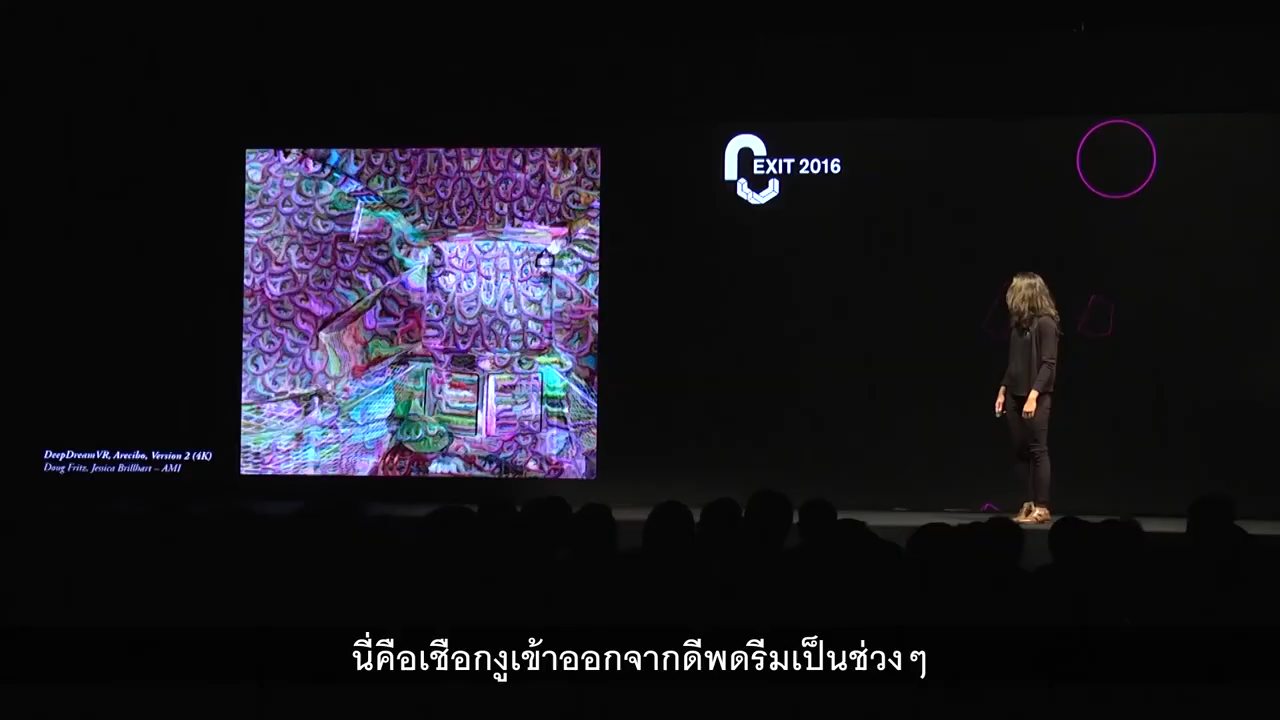 EXIT 2016
DeepDreamVR, Arecibo, Version 2 (4K)
Doug Fritz, Jessica Brillhart – AMI
นี่คือเชือกงูเข้าออกจากดีพดรีมเป็นช่วงๆ